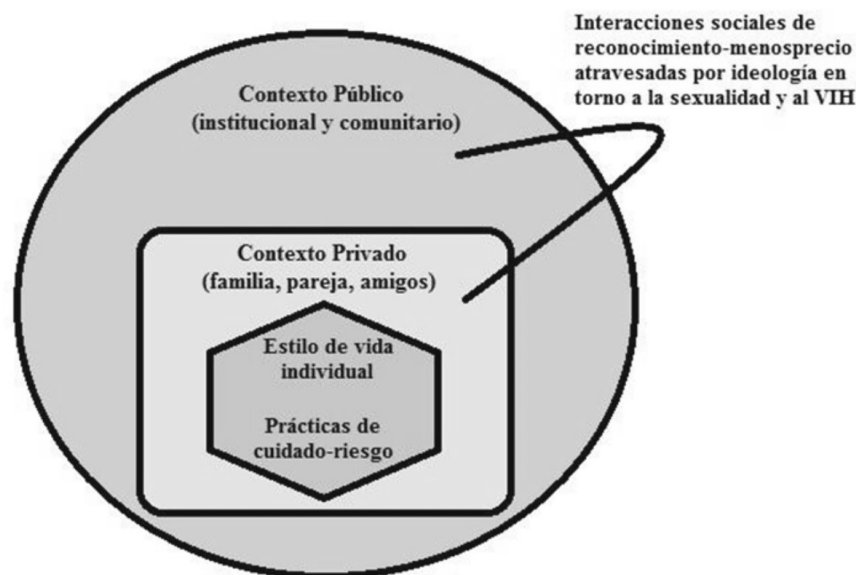 Interacciones sociales de
reconocimiento-menosprecio
atravesadas por ideología en
torno a la sexualidad y al VIH
Contexto Público
(institucional y comunitario)
Contexto Privado
(familia, pareja, amigos)
Estilo de vida
individual
Prácticas de
cuidado-riesgo